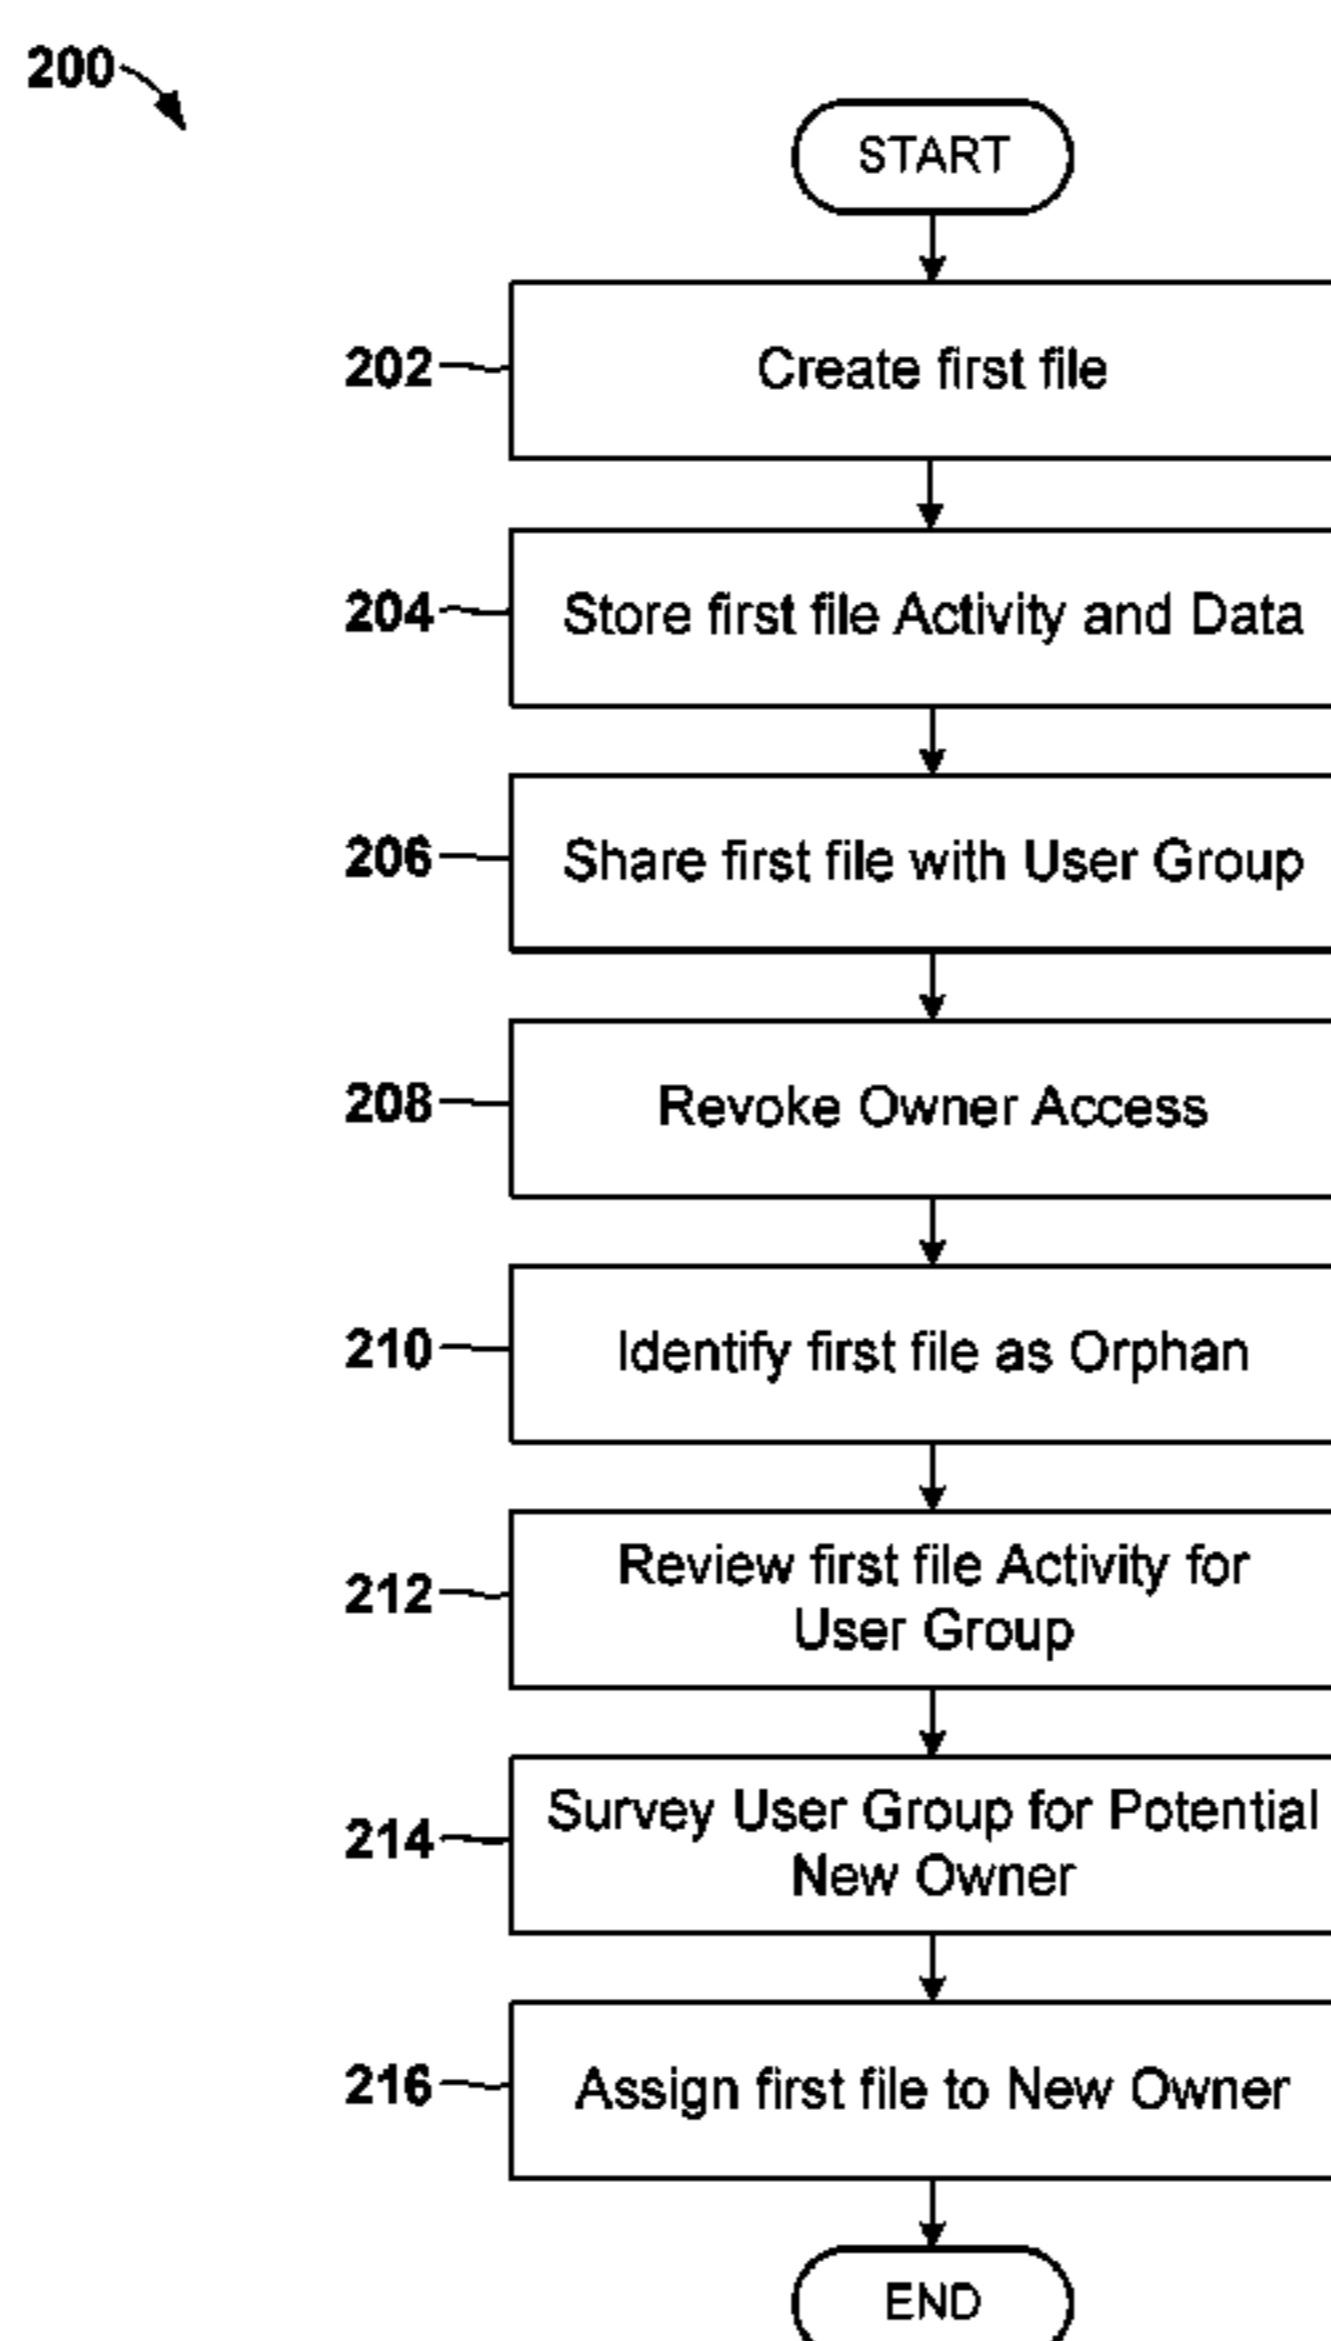 200
START
202
Create first file
204
Store first file Activity and Data
206
Share first file with User Group
208
Revoke Owner Access
210
Identify first file as Orphan
212
Review first file Activity for
User Group
214
Survey User Group for Potential
New Owner
216
Assign first file to New Owner
END